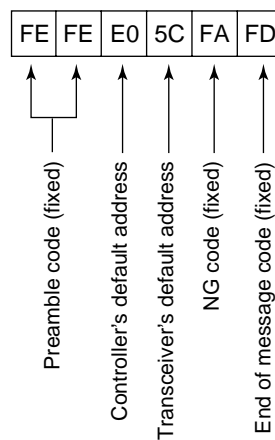 FE FE E0 5C FA FD
Preamble code (fixed)
Controller's default address
Transceiver's default address
NG code (fixed)
End of message code (fixed)